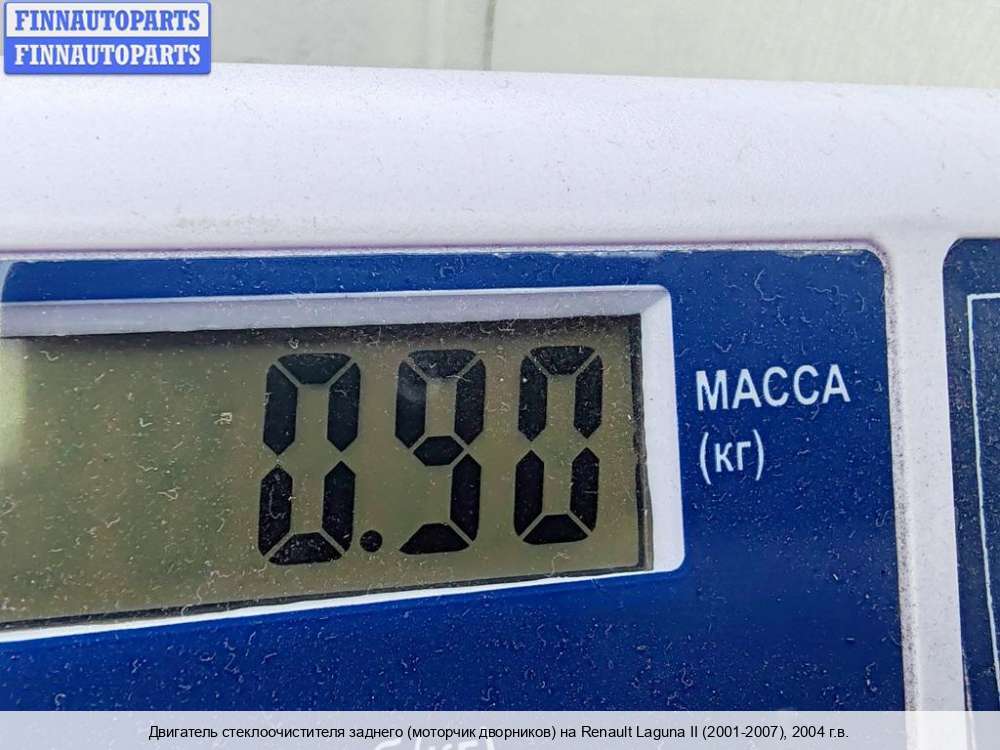 FINNAUTOPARTS
FINNAUTOPARTS
0.90
МАССА
(кг)
Двигатель стеклоочистителя заднего (моторчик дворников) на Renault Laguna II (2001-2007), 2004 г.в.